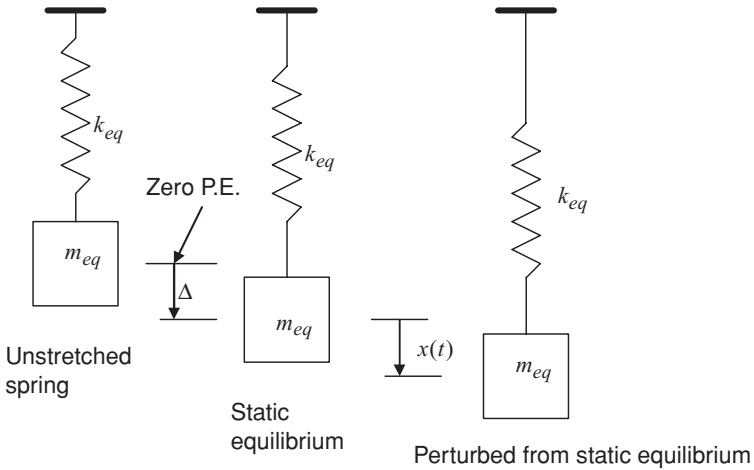 k_eq
k_eq
k_eq
Zero P.E.
Δ
m_eq
m_eq
x(t)
m_eq
Unstretched
spring
Static
equilibrium
Perturbed from static equilibrium